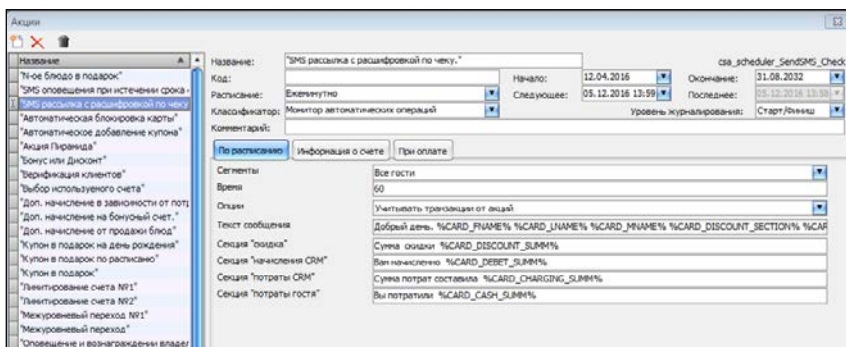 Акции
Название
"N-ое блюдо в подарок"
"SMS оповещения при истечении срока
"SMS рассылка с расшифровкой по чеку
"Автоматическая блокировка карты"
"Автоматическое добавление купона"
"Акция Пирамида"
"Бонус или Дисконт"
"Верификация клиентов"
"Выбор используемого счета"
"Доп. начисление в зависимости от пот
"Доп. начисление на бонусный счет."
"Доп. начисление от продажи блюд"
"Купон в подарок на день рождения"
"Купон в подарок по расписанию"
"Купон в подарок"
"Лимитирование счета №1"
"Лимитирование счета №2"
"Межуровневый переход №1"
"Межуровневый переход"
"Оповещение и вознаграждении владел
Название: "SMS рассылка с расшифровкой по чеку." csa_scheduler_SendSMS_Check
Код: Начало: 12.04.2016 Окончание: 31.08.2032
Расписание: Ежеминутно Следующее: 05.12.2016 13:59 Последнее: 05.12.2016 13:58
Классификатор: Монитор автоматических операций Уровень журналирования: Старт/Финиш
Комментарий:
По расписанию Информация о счете При оплате
Сегменты Все гости
Время 60
Опции Учитывать транзакции от акций
Текст сообщения Добрый день. %CARD_FNAME% %CARD_LNAME% %CARD_MNAME% %CARD_DISCOUNT_SECTION% %CAR
Секция "скидка" Сумма скидки %CARD_DISCOUNT_SUMM%
Секция "начисления CRM" Вам начисленно %CARD_DEBET_SUMM%
Секция "потраты CRM" Сумма потрат составила %CARD_CHARGING_SUMM%
Секция "потраты гостя" Вы потратили %CARD_CASH_SUMM%